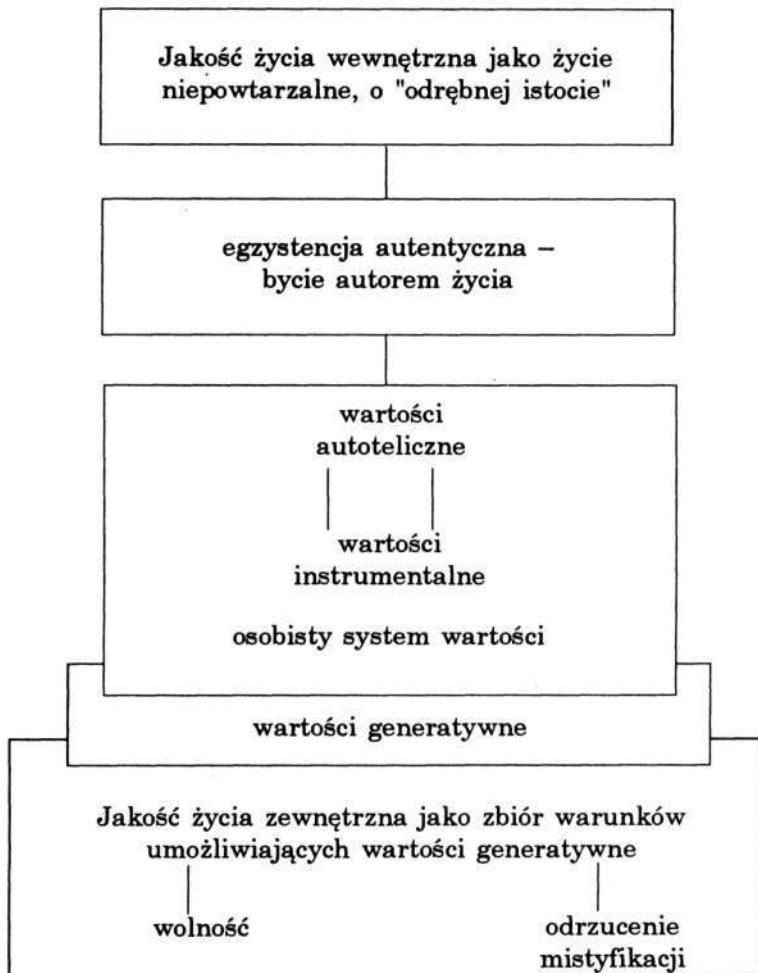 Jakość życia wewnętrzna jako życie
niepowtarzalne, o "odrębnej istocie"
egzystencja autentyczna –
bycie autorem życia
wartości
autoteliczne
wartości
instrumentalne
osobisty system wartości
wartości generatywne
Jakość życia zewnętrzna jako zbiór warunków
umożliwiających wartości generatywne
wolność
odrzucenie
mistyfikacji